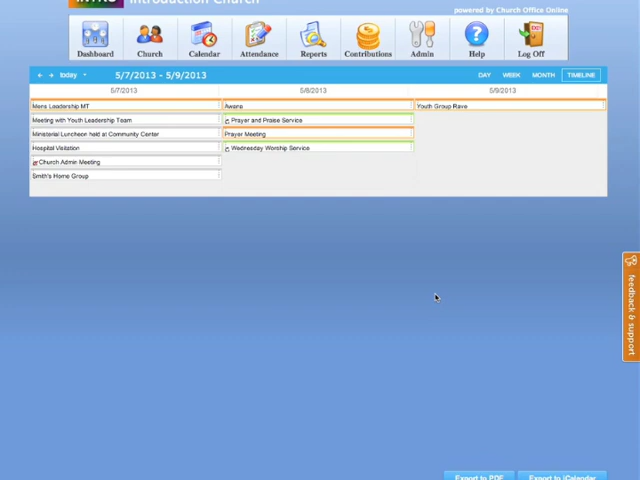 Introduction Church
powered by Church Office Online
Dashboard Church Calendar Attendance Reports Contributions Admin Help Log Off
today 5/7/2013 - 5/9/2013 DAY WEEK MONTH TIMELINE
5/7/2013 5/8/2013 5/9/2013
Mens Leadership MT Awana Youth Group Rave
Meeting with Youth Leadership Team Prayer and Praise Service
Ministerial Luncheon held at Community Center Prayer Meeting
Hospital Visitation Wednesday Worship Service
Church Admin Meeting
Smith's Home Group
feedback & support
Export to PDF Export to iCalendar